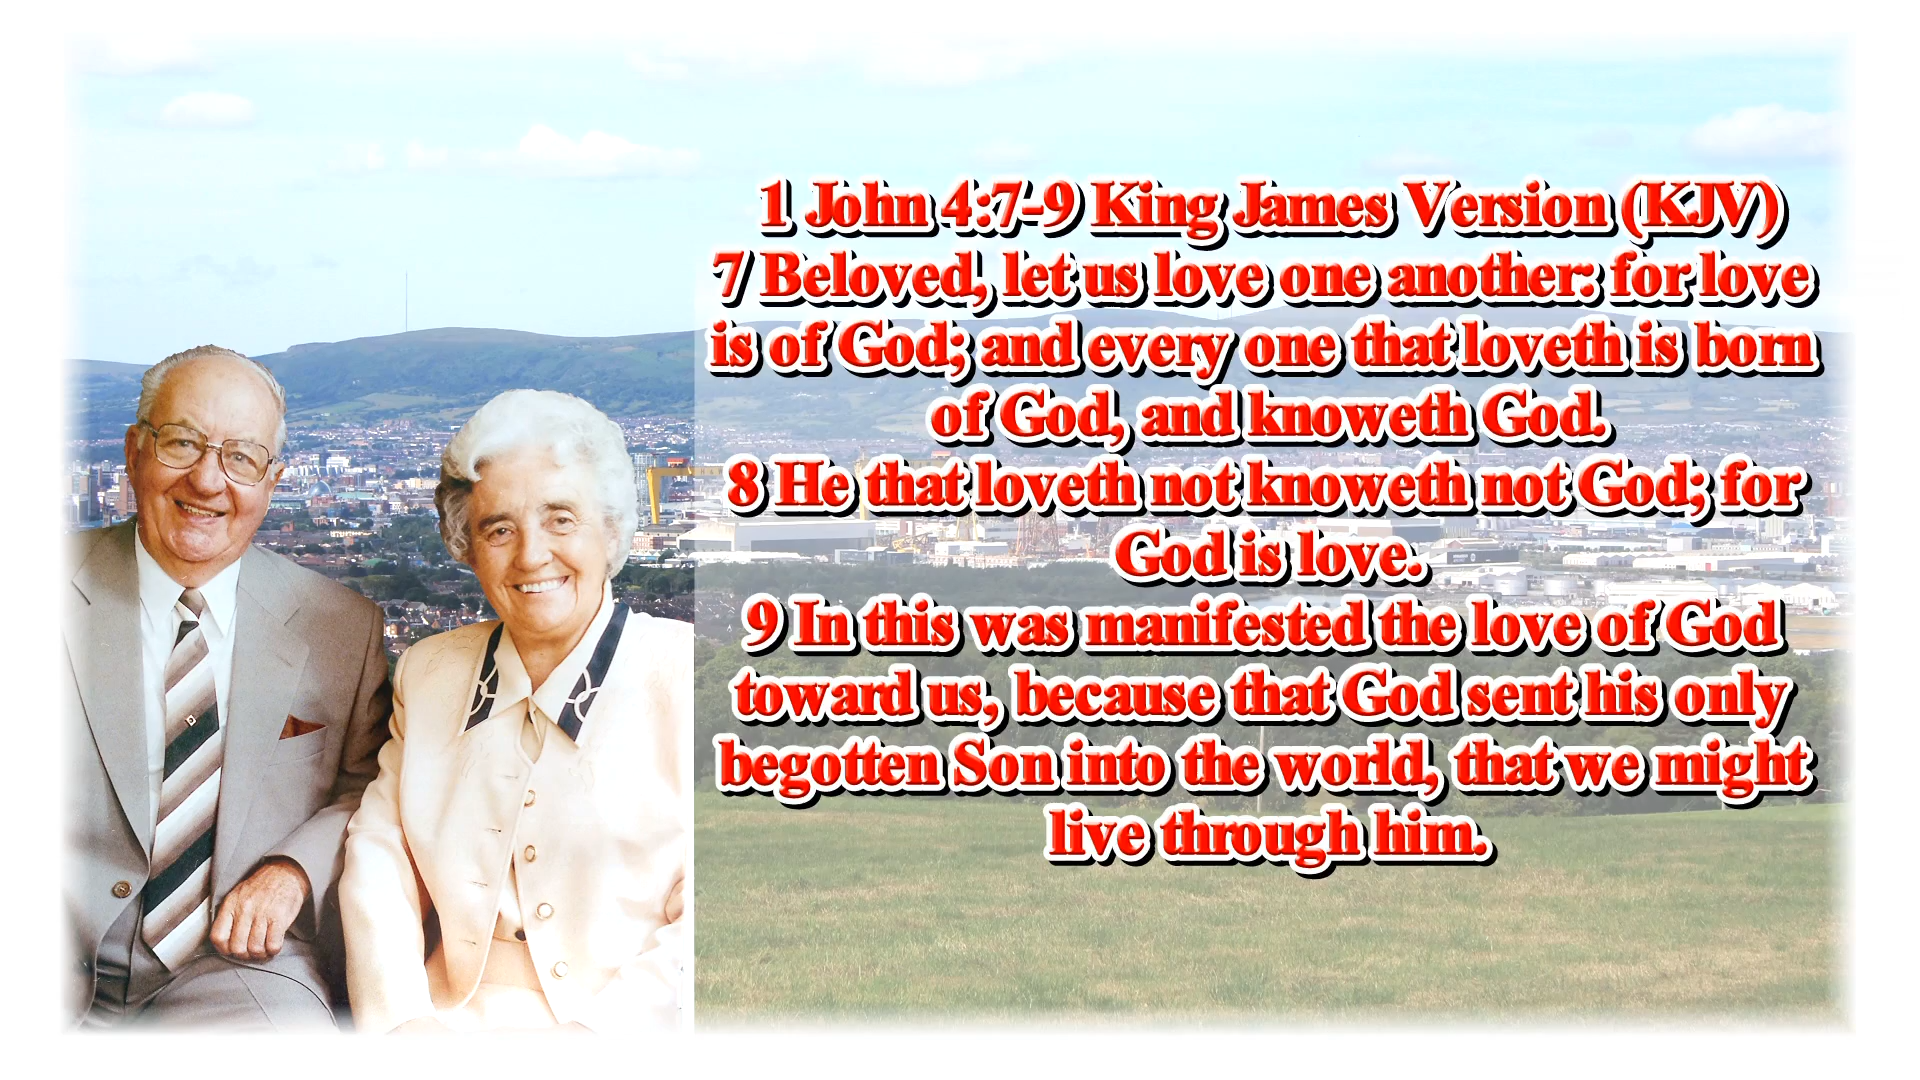 1 John 4:7-9 King James Version (KJV)
7 Beloved, let us love one another: for love
is of God; and every one that loveth is born
of God, and knoweth God.
8 He that loveth not knoweth not God; for
God is love.
9 In this was manifested the love of God
toward us, because that God sent his only
begotten Son into the world, that we might
live through him.